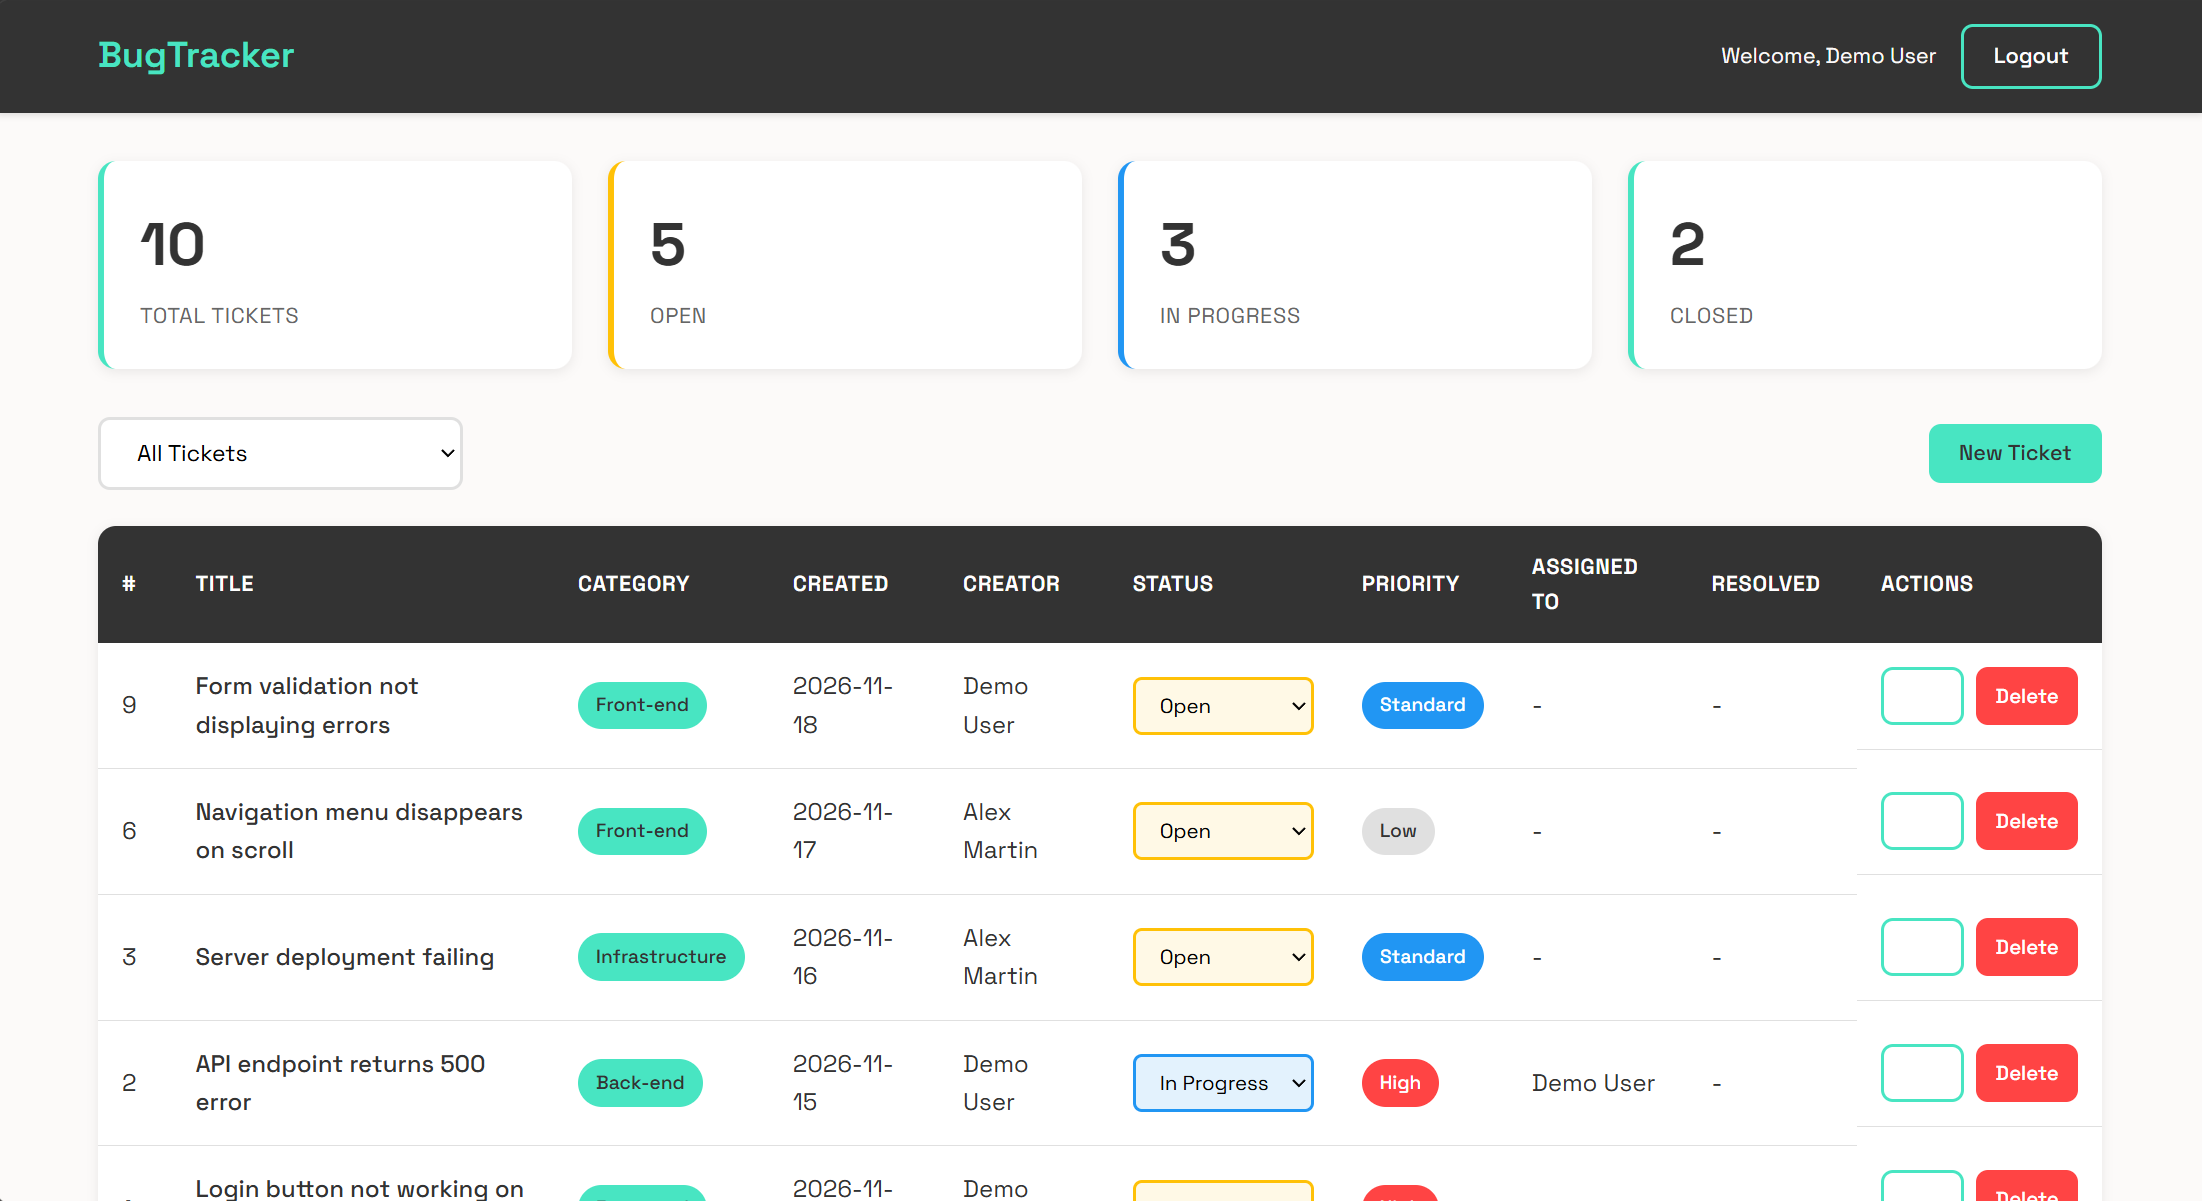 BugTracker
Welcome, Demo User
Logout
10
TOTAL TICKETS
5
OPEN
3
IN PROGRESS
2
CLOSED
All Tickets
New Ticket
#
TITLE
CATEGORY
CREATED
CREATOR
STATUS
PRIORITY
ASSIGNED
TO
RESOLVED
ACTIONS
9
Form validation not
displaying errors
Front-end
2026-11-
18
Demo
User
Open
Standard
-
-
Delete
6
Navigation menu disappears
on scroll
Front-end
2026-11-
17
Alex
Martin
Open
Low
-
-
Delete
3
Server deployment failing
Infrastructure
2026-11-
16
Alex
Martin
Open
Standard
-
-
Delete
2
API endpoint returns 500
error
Back-end
2026-11-
15
Demo
User
In Progress
High
Demo User
-
Delete
Login button not working on
2026-11-
Demo
Delete